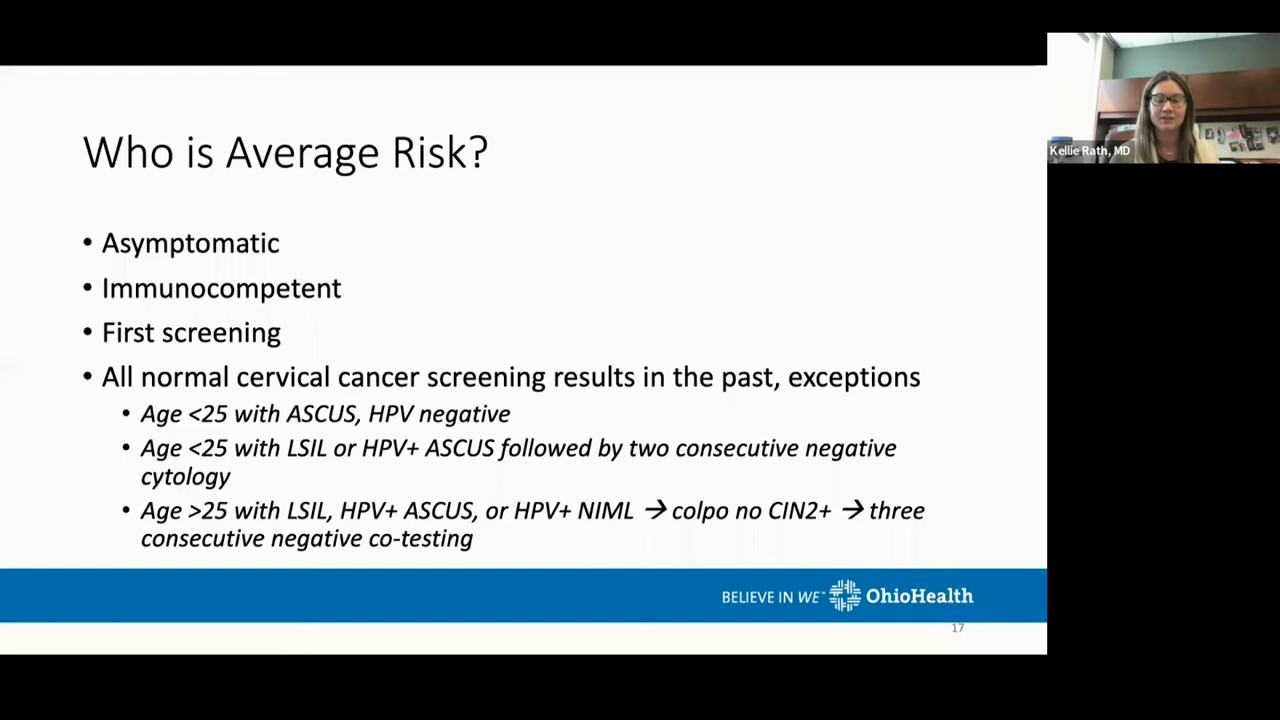 Who is Average Risk?
• Asymptomatic
• Immunocompetent
• First screening
• All normal cervical cancer screening results in the past, exceptions
• Age <25 with ASCUS, HPV negative
• Age <25 with LSIL or HPV+ ASCUS followed by two consecutive negative
cytology
• Age >25 with LSIL, HPV+ ASCUS, or HPV+ NIML → colpo no CIN2+ → three
consecutive negative co-testing
BELIEVE IN WE™ OhioHealth
17
Kellie Rath, MD